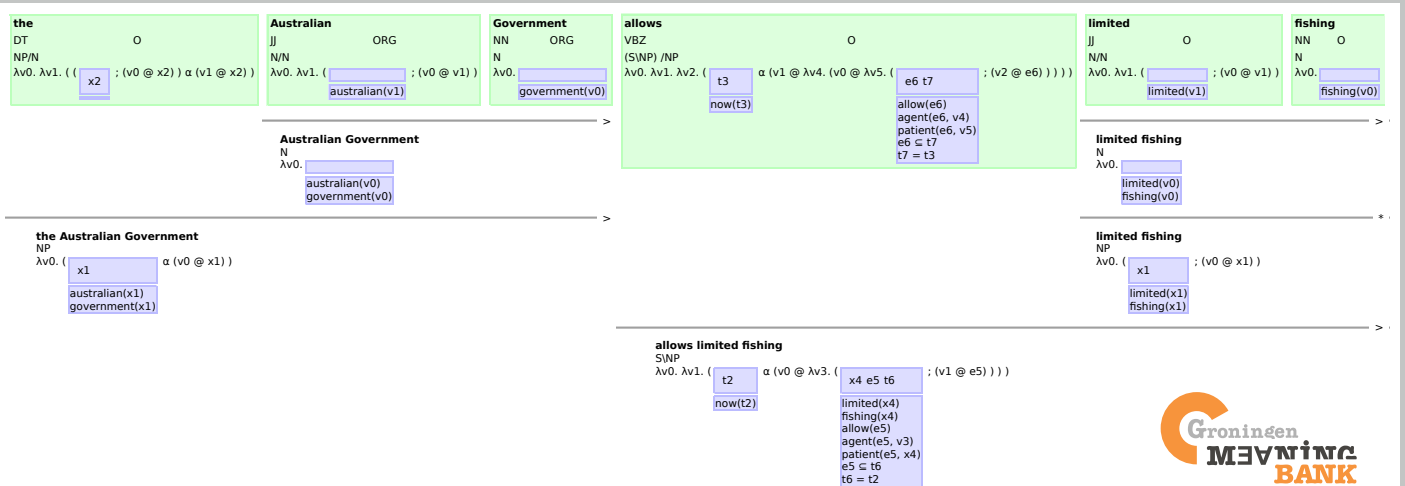 the
DT O
NP/N
λv0. λv1. ( ( x2 ; (v0 @ x2) ) α (v1 @ x2) )
Australian
JJ ORG
N/N
λv0. λv1. ( ; (v0 @ v1) )
australian(v1)
Government
NN ORG
N
λv0.
government(v0)
allows
VBZ O
(S\NP) /NP
λv0. λv1. λv2. ( t3 α (v1 @ λv4. (v0 @ λv5. ( e6 t7 ; (v2 @ e6) ) ) ) )
now(t3)
allow(e6)
agent(e6, v4)
patient(e6, v5)
e6 ⊆ t7
t7 = t3
limited
JJ O
N/N
λv0. λv1. ( ; (v0 @ v1) )
limited(v1)
fishing
NN O
N
λv0.
fishing(v0)
>
>
Australian Government
N
λv0.
australian(v0)
government(v0)
limited fishing
N
λv0.
limited(v0)
fishing(v0)
>
*
the Australian Government
NP
λv0. ( x1 α (v0 @ x1) )
australian(x1)
government(x1)
limited fishing
NP
λv0. ( x1 ; (v0 @ x1) )
limited(x1)
fishing(x1)
>
allows limited fishing
S\NP
λv0. λv1. ( t2 α (v0 @ λv3. ( x4 e5 t6 ; (v1 @ e5) ) ) )
now(t2)
limited(x4)
fishing(x4)
allow(e5)
agent(e5, v3)
patient(e5, x4)
e5 ⊆ t6
t6 = t2
Groningen
MƎ∀NING
BANK